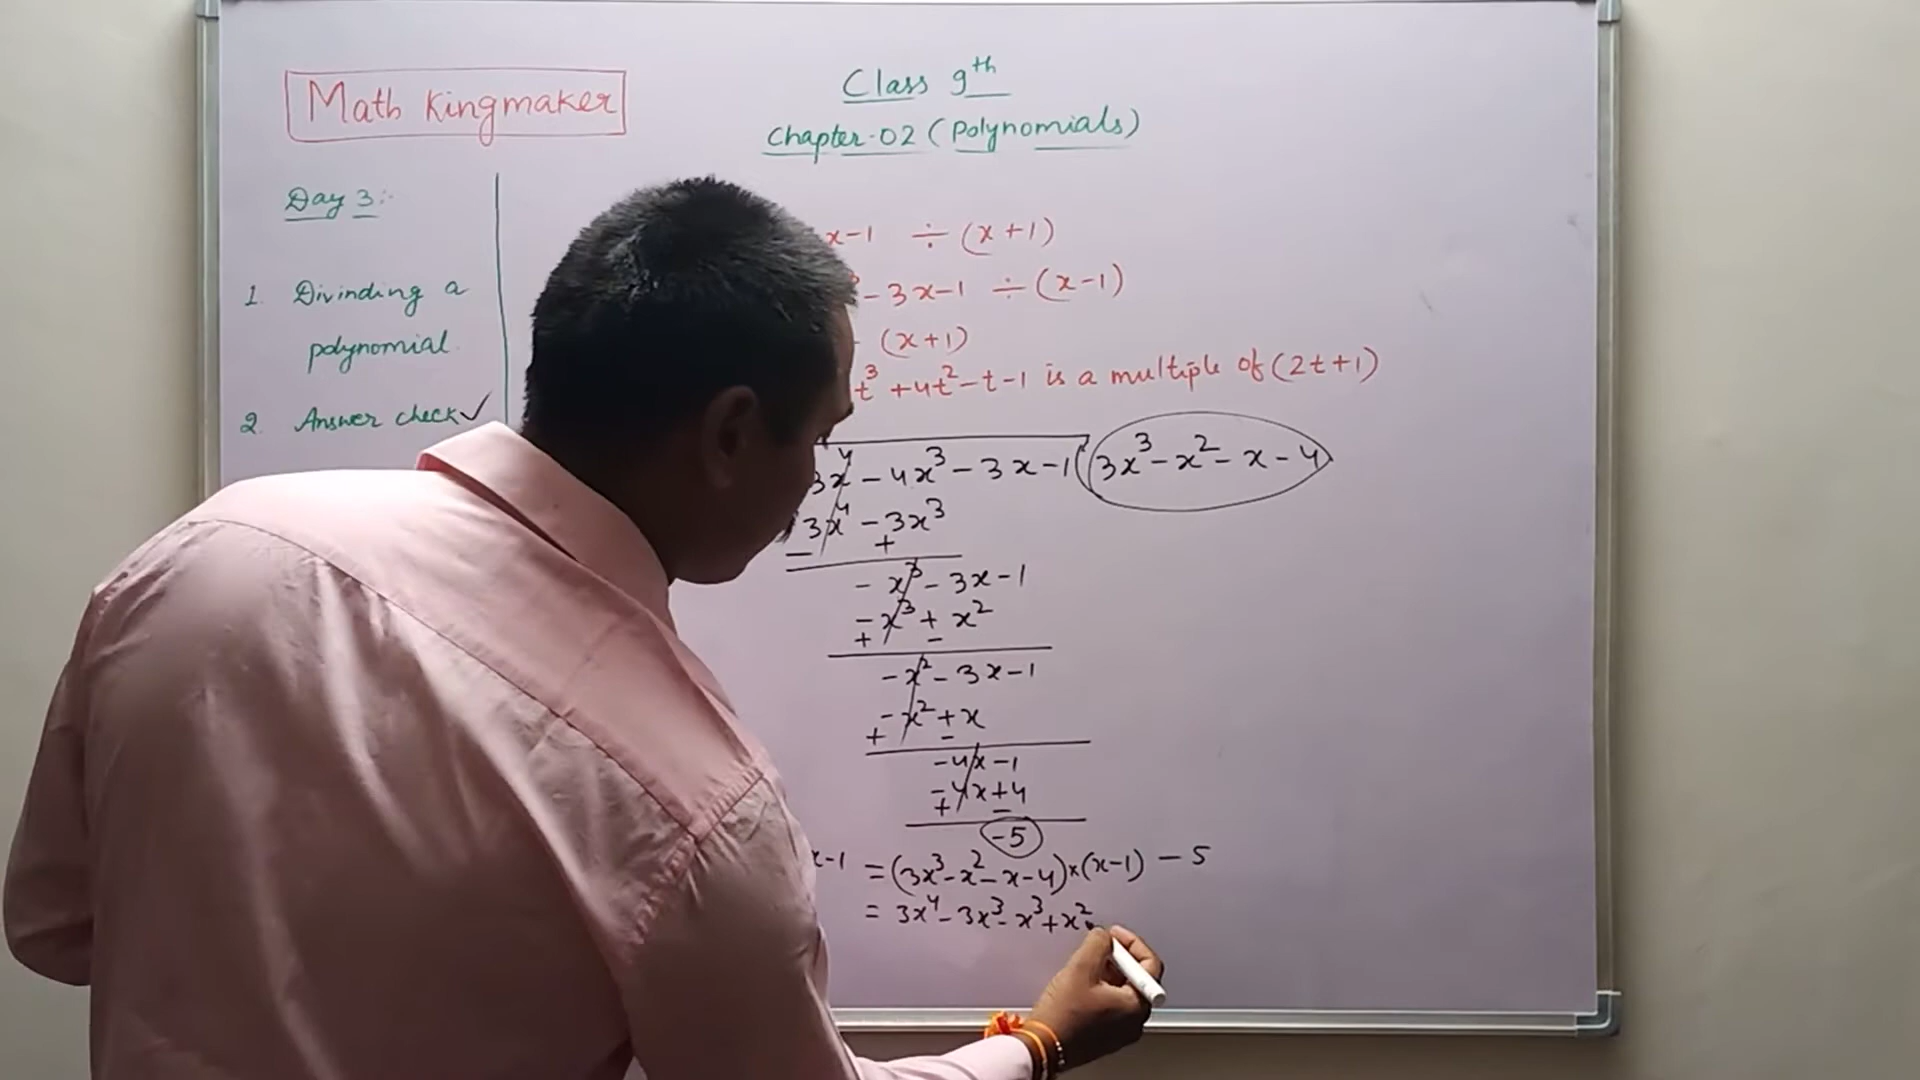 Math Kingmaker
Class 9th
Chapter-02 (Polynomials)
Day 3:-
1. Divinding a
polynomial
2. Answer check✓
x-1 ÷ (x+1)
- 3x-1 ÷ (x-1)
(x+1)
t³ +4t²-t-1 is a multiple of (2t+1)
3x⁴ - 4x³ - 3x-1 ( 3x³-x²-x-4
3x⁴ - 3x³
- +
- x³ - 3x-1
- x³ + x²
+ -
- x² - 3x-1
- x² + x
+ -
-4x-1
-4x+4
+ -
-5
x-1 = (3x³-x²-x-4)×(x-1) - 5
= 3x⁴-3x³-x³+x²